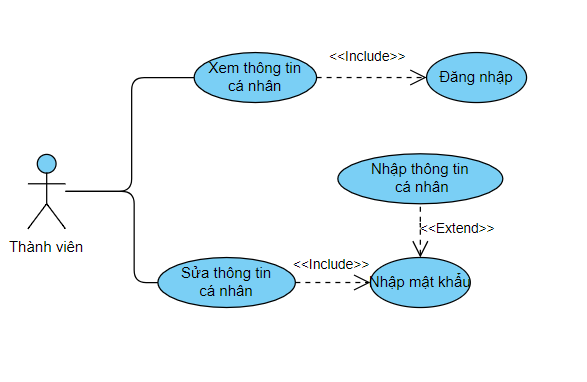 Xem thông tin
cá nhân
<<Include>>
Đăng nhập
Nhập thông tin
cá nhân
<<Extend>>
Thành viên
Sửa thông tin
cá nhân
<<Include>>
Nhập mật khẩu